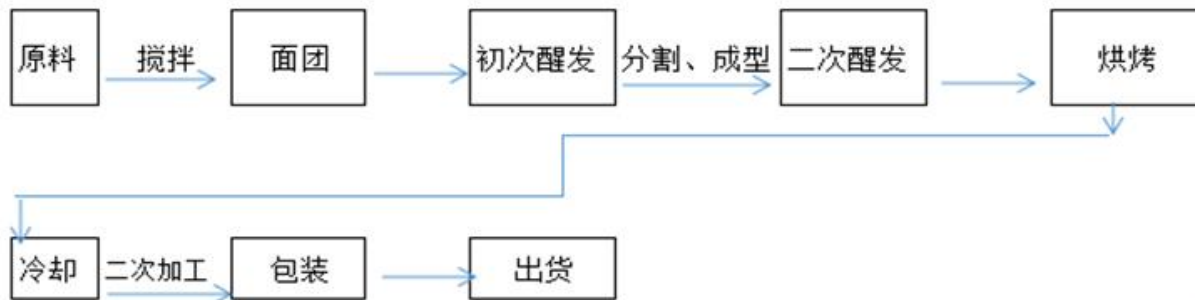 原料 搅拌 面团 初次醒发 分割、成型 二次醒发 烘烤
冷却 二次加工 包装 出货